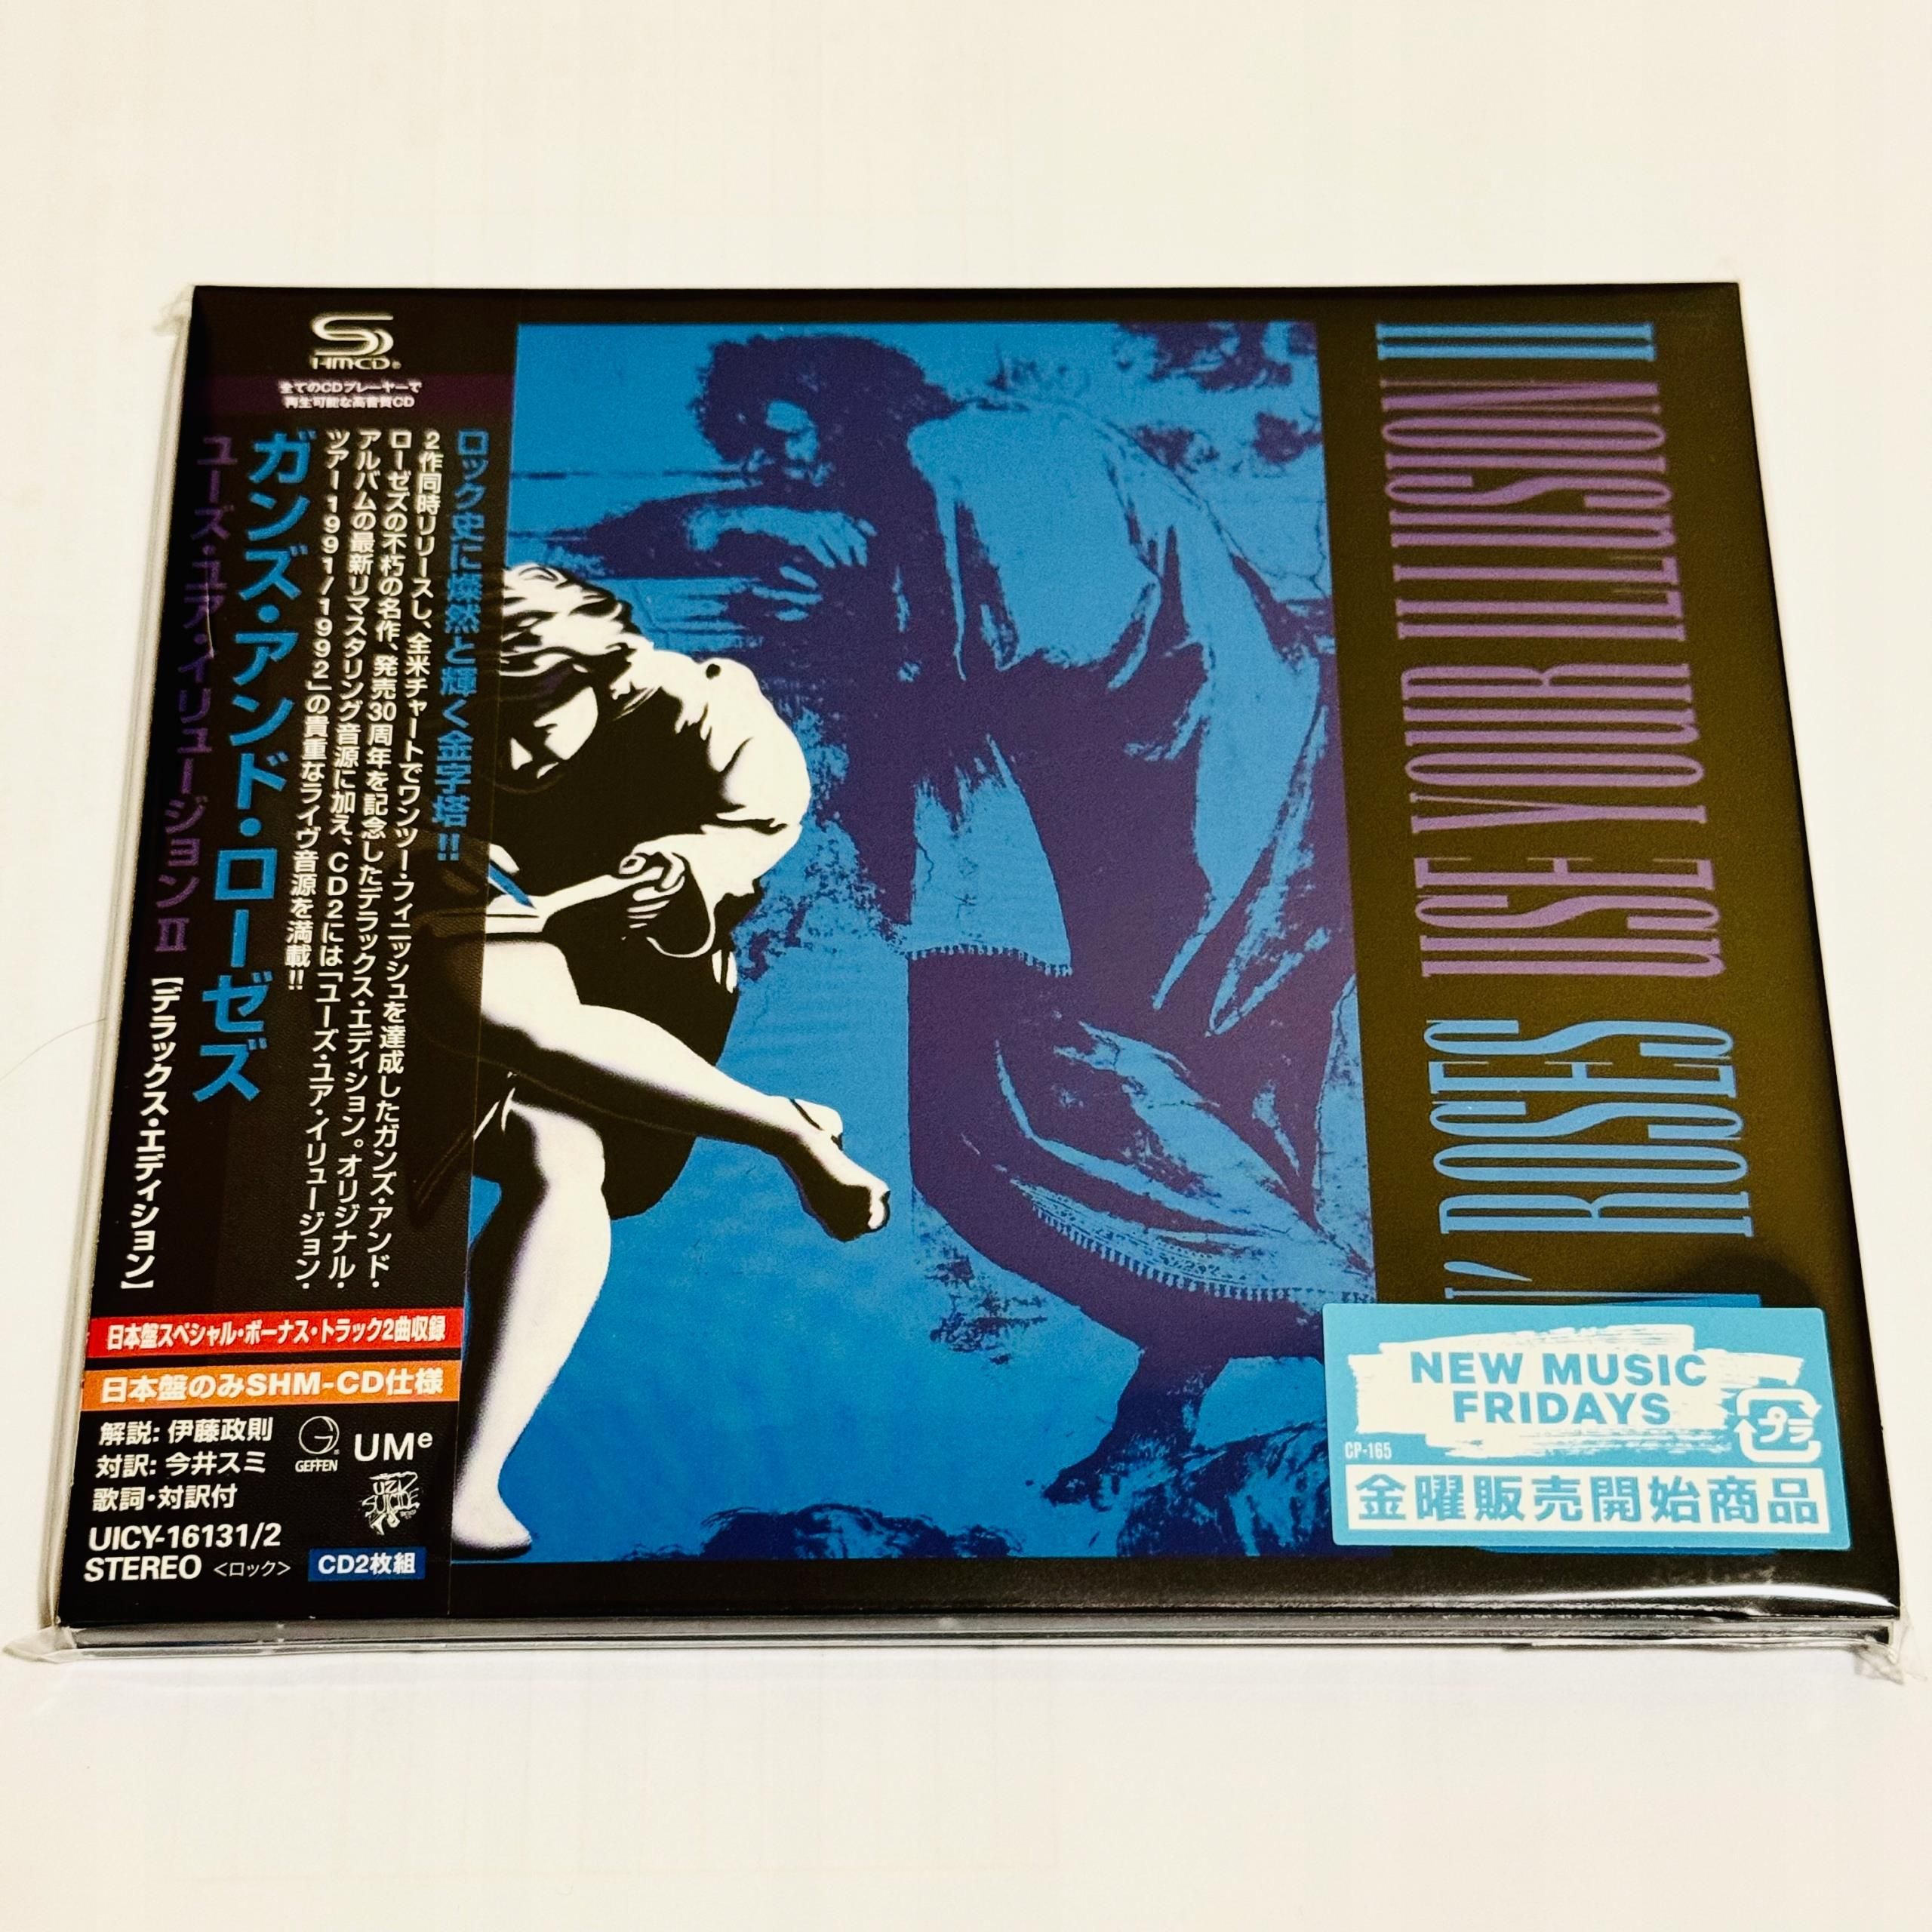 SHM-CD
全てのCDプレーヤーで
再生可能な高音質CD
ロック史に燦然と輝く金字塔!!
2作同時リリースし、全米チャートでワンツー・フィニッシュを達成したガンズ・アンド・
ローゼズの不朽の名作、発売30周年を記念したデラックス・エディション。オリジナル・
アルバムの最新リマスタリング音源に加え、CD2には「ユーズ・ユア・イリュージョン・
ツアー1991/1992」の貴重なライヴ音源を満載!!
ガンズ・アンド・ローゼズ
ユーズ・ユア・イリュージョンⅡ
【デラックス・エディション】
日本盤スペシャル・ボーナス・トラック2曲収録
日本盤のみSHM-CD仕様
解説: 伊藤政則
対訳: 今井スミ
歌詞・対訳付
GEFFEN
UMe
UZI
SUICIDE
UICY-16131/2
STEREO <ロック> CD2枚組
N' ROSES USE YOUR ILLUSION II
NEW MUSIC
FRIDAYS
プラ
CP-165
金曜販売開始商品